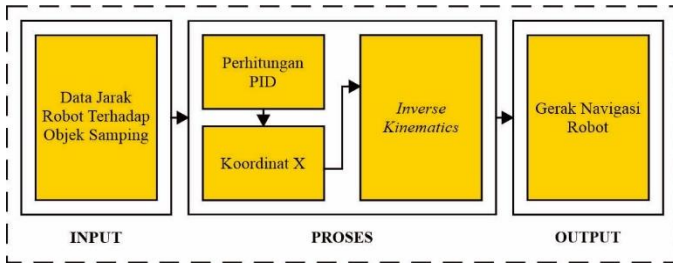 Data Jarak
Robot Terhadap
Objek Samping
INPUT
Perhitungan
PID
Koordinat X
Inverse
Kinematics
PROSES
Gerak Navigasi
Robot
OUTPUT